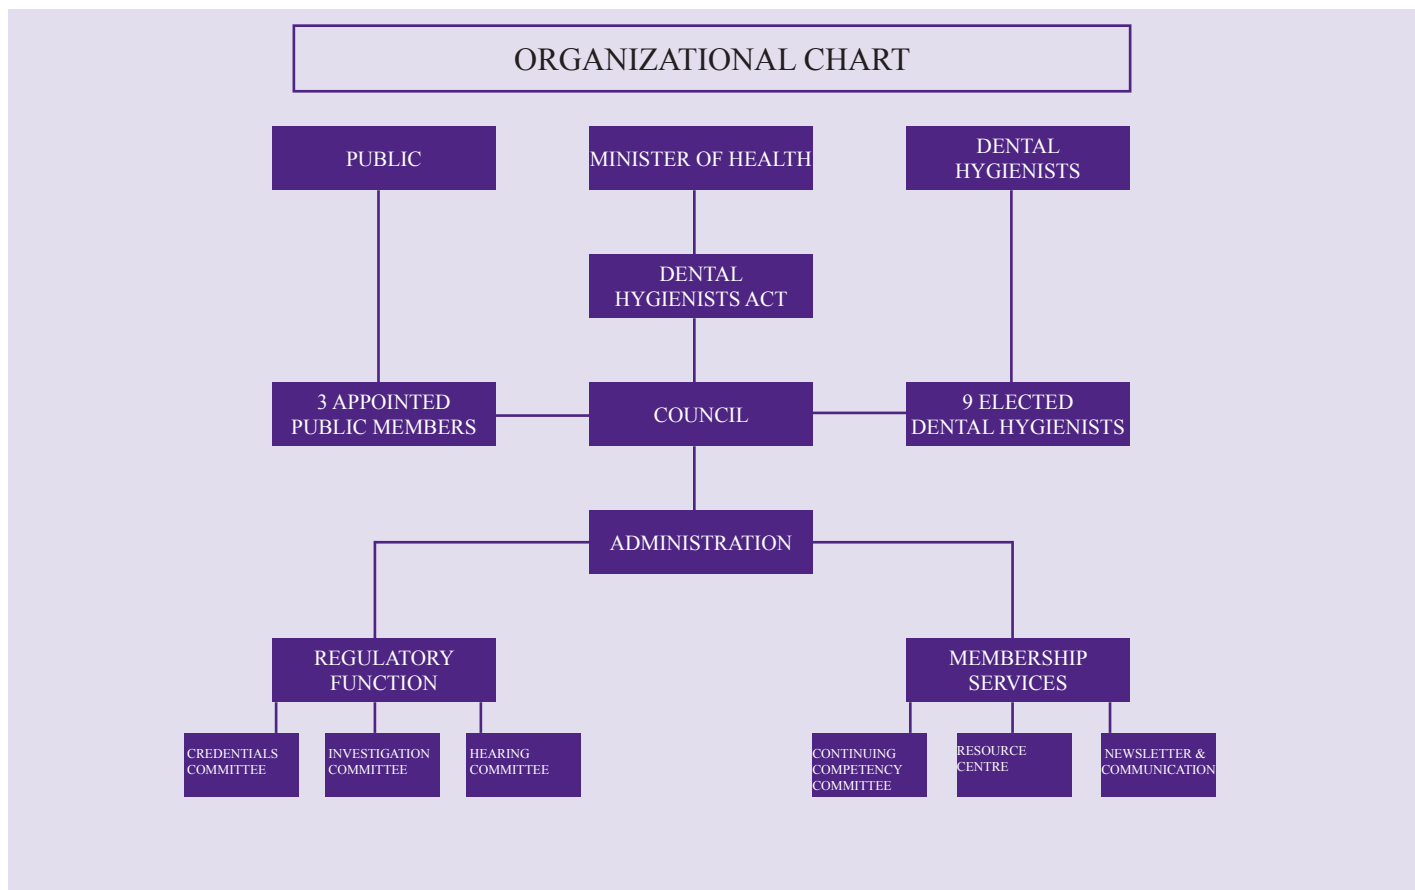 ORGANIZATIONAL CHART
PUBLIC
MINISTER OF HEALTH
DENTAL
HYGIENISTS
DENTAL
HYGIENISTS ACT
3 APPOINTED
PUBLIC MEMBERS
COUNCIL
9 ELECTED
DENTAL HYGIENISTS
ADMINISTRATION
REGULATORY
FUNCTION
MEMBERSHIP
SERVICES
CREDENTIALS
COMMITTEE
INVESTIGATION
COMMITTEE
HEARING
COMMITTEE
CONTINUING
COMPETENCY
COMMITTEE
RESOURCE
CENTRE
NEWSLETTER &
COMMUNICATION